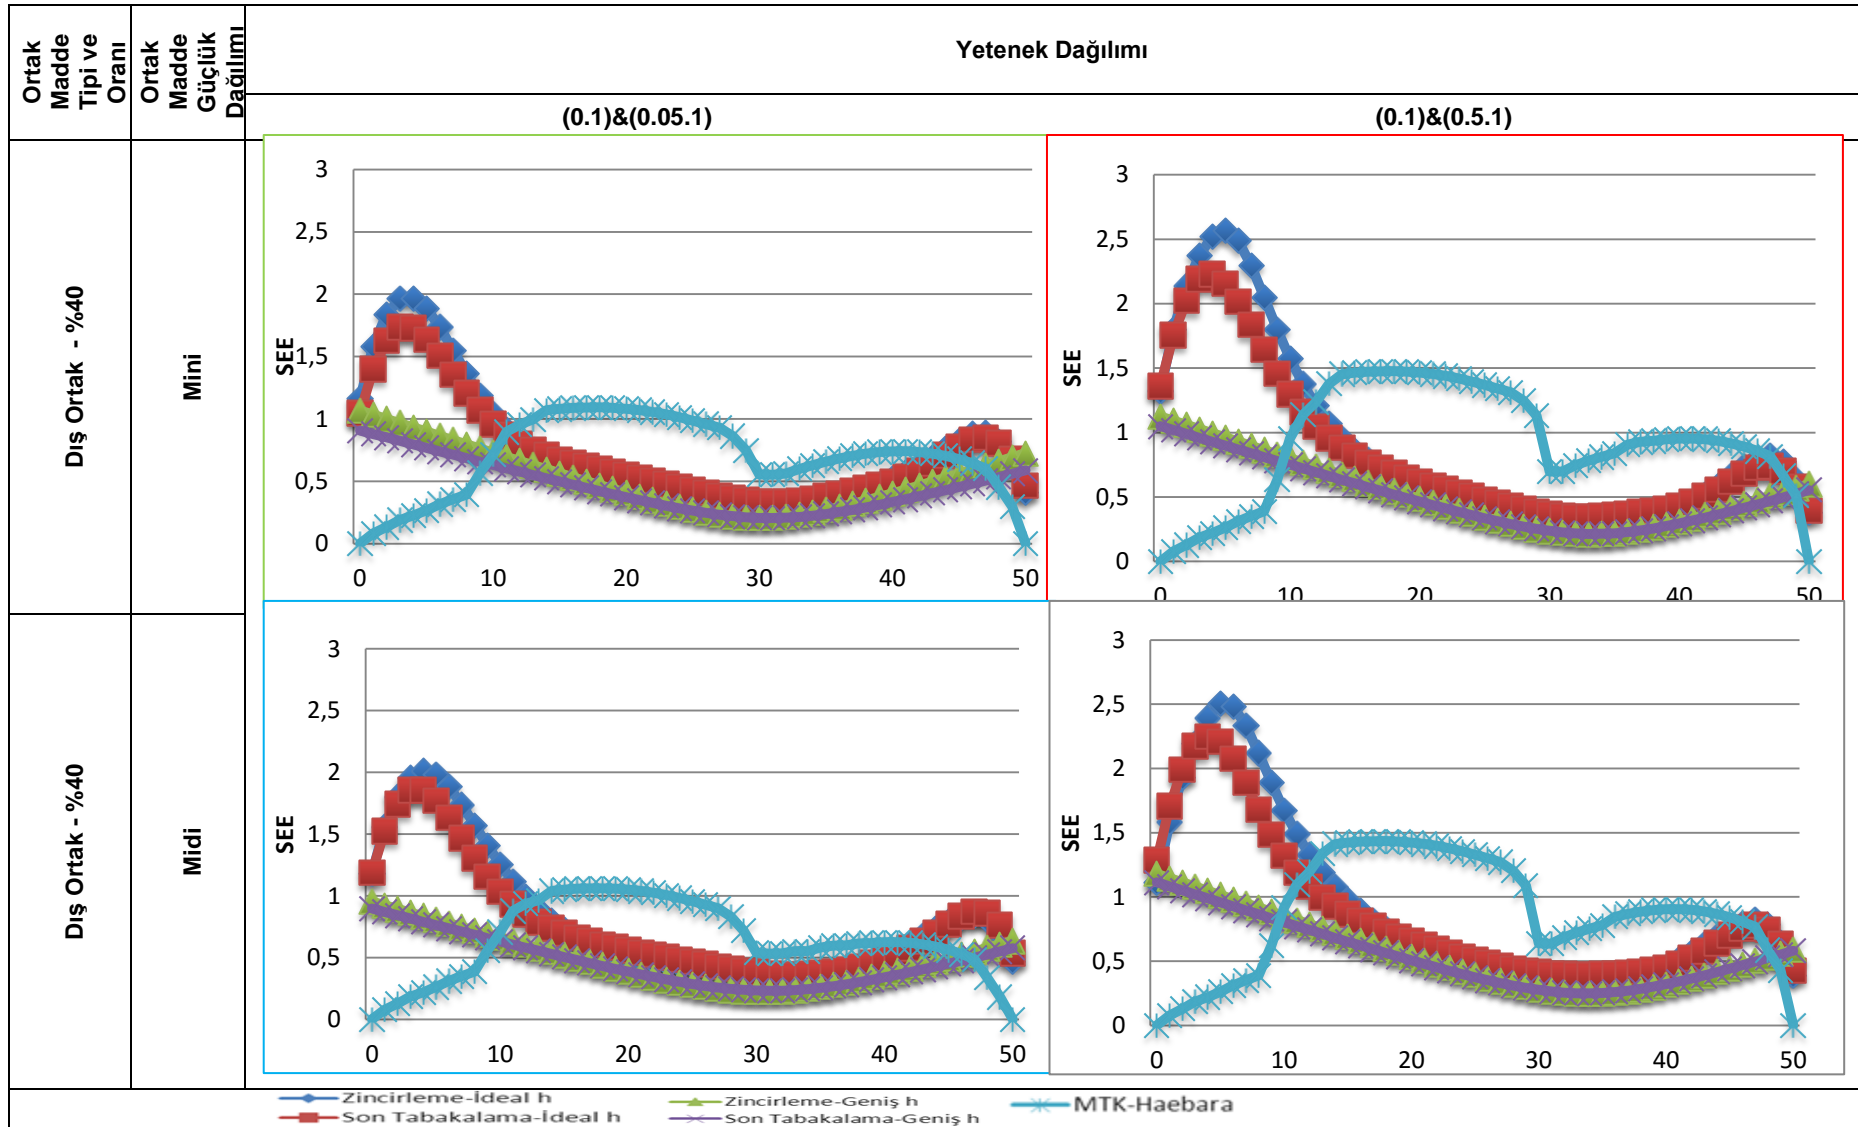 Ortak Madde Tipi ve Oranı
Ortak Madde Güçlük Dağılımı
Yetenek Dağılımı
(0.1)&(0.05.1)
(0.1)&(0.5.1)
Dış Ortak - %40
Mini
SEE
3
2,5
2
1,5
1
0,5
0
0 10 20 30 40 50
SEE
3
2,5
2
1,5
1
0,5
0
0 10 20 30 40 50
Dış Ortak - %40
Midi
SEE
3
2,5
2
1,5
1
0,5
0
0 10 20 30 40 50
SEE
3
2,5
2
1,5
1
0,5
0
0 10 20 30 40 50
Zincirleme-İdeal h
Zincirleme-Geniş h
MTK-Haebara
Son Tabakalama-İdeal h
Son Tabakalama-Geniş h